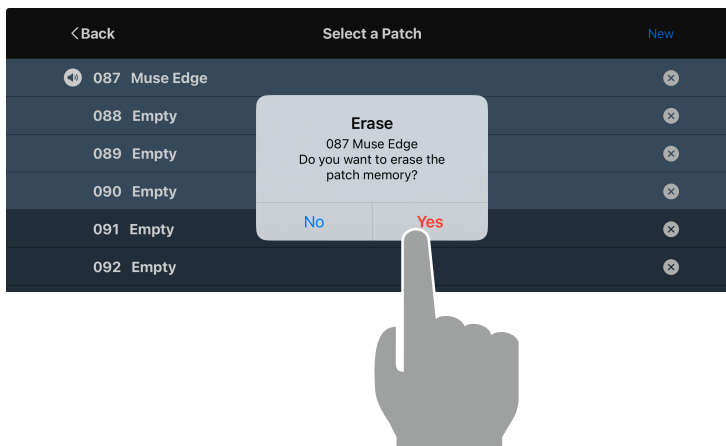 Back
Select a Patch
New
087 Muse Edge
088 Empty
089 Empty
090 Empty
091 Empty
092 Empty
Erase
087 Muse Edge
Do you want to erase the
patch memory?
No
Yes